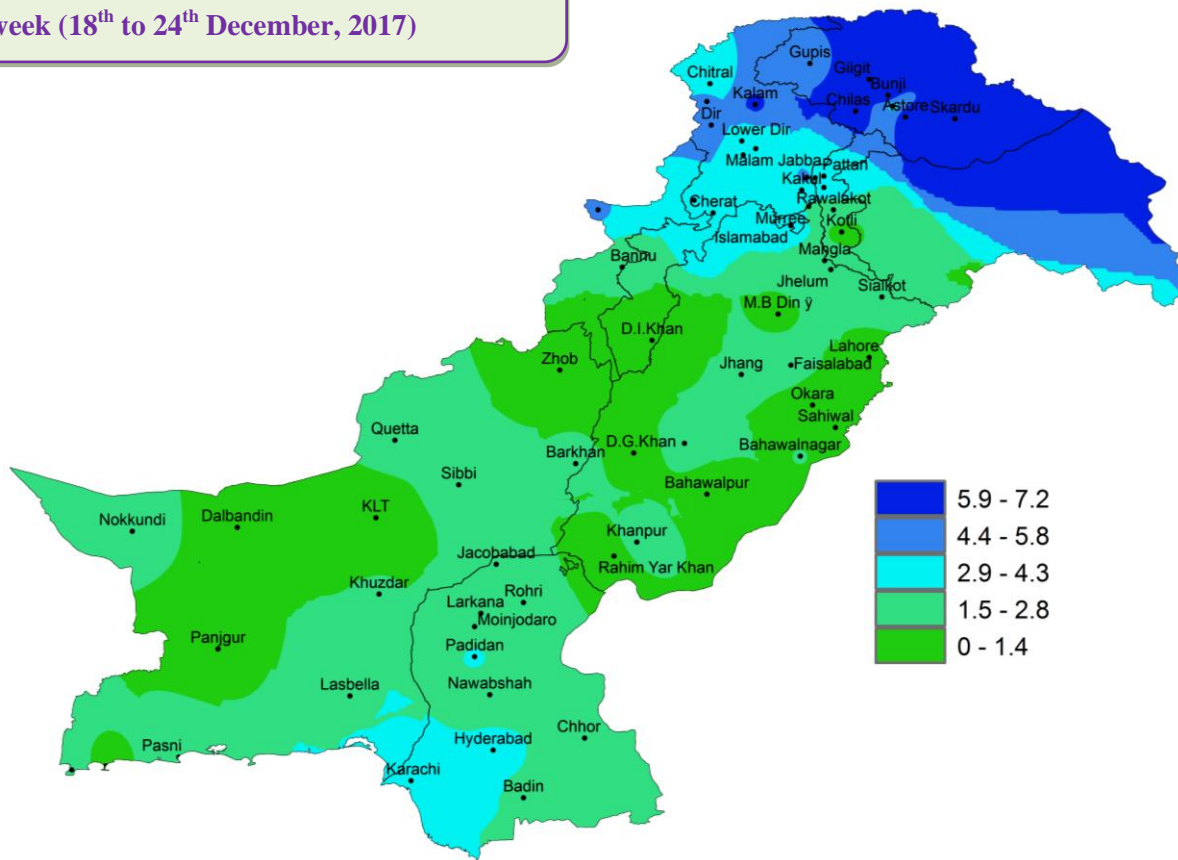 week (18th to 24th December, 2017)
Gupis
Chitral
Gilgit
Bunji
Kalam
Chilas
Astore
Skardu
Dir
Lower Dir
Malam
Jabba
Pattan
Kakul
Cherat
Rawalakot
Murree
Kotli
Islamabad
Bannu
Mangla
Jhelum
Sialkot
M.B Din ÿ
D.I.Khan
Lahore
Zhob
Jhang
Faisalabad
Okara
Sahiwal
Quetta
D.G.Khan
Bahawalnagar
Barkhan
Sibbi
Bahawalpur
5.9 - 7.2
4.4 - 5.8
2.9 - 4.3
1.5 - 2.8
0 - 1.4
Nokkundi
Dalbandin
KLT
Khanpur
Jacobabad
Rahim Yar Khan
Khuzdar
Rohri
Larkana
Moinjodaro
Panjgur
Padidan
Lasbella
Nawabshah
Pasni
Hyderabad
Chhor
Karachi
Badin